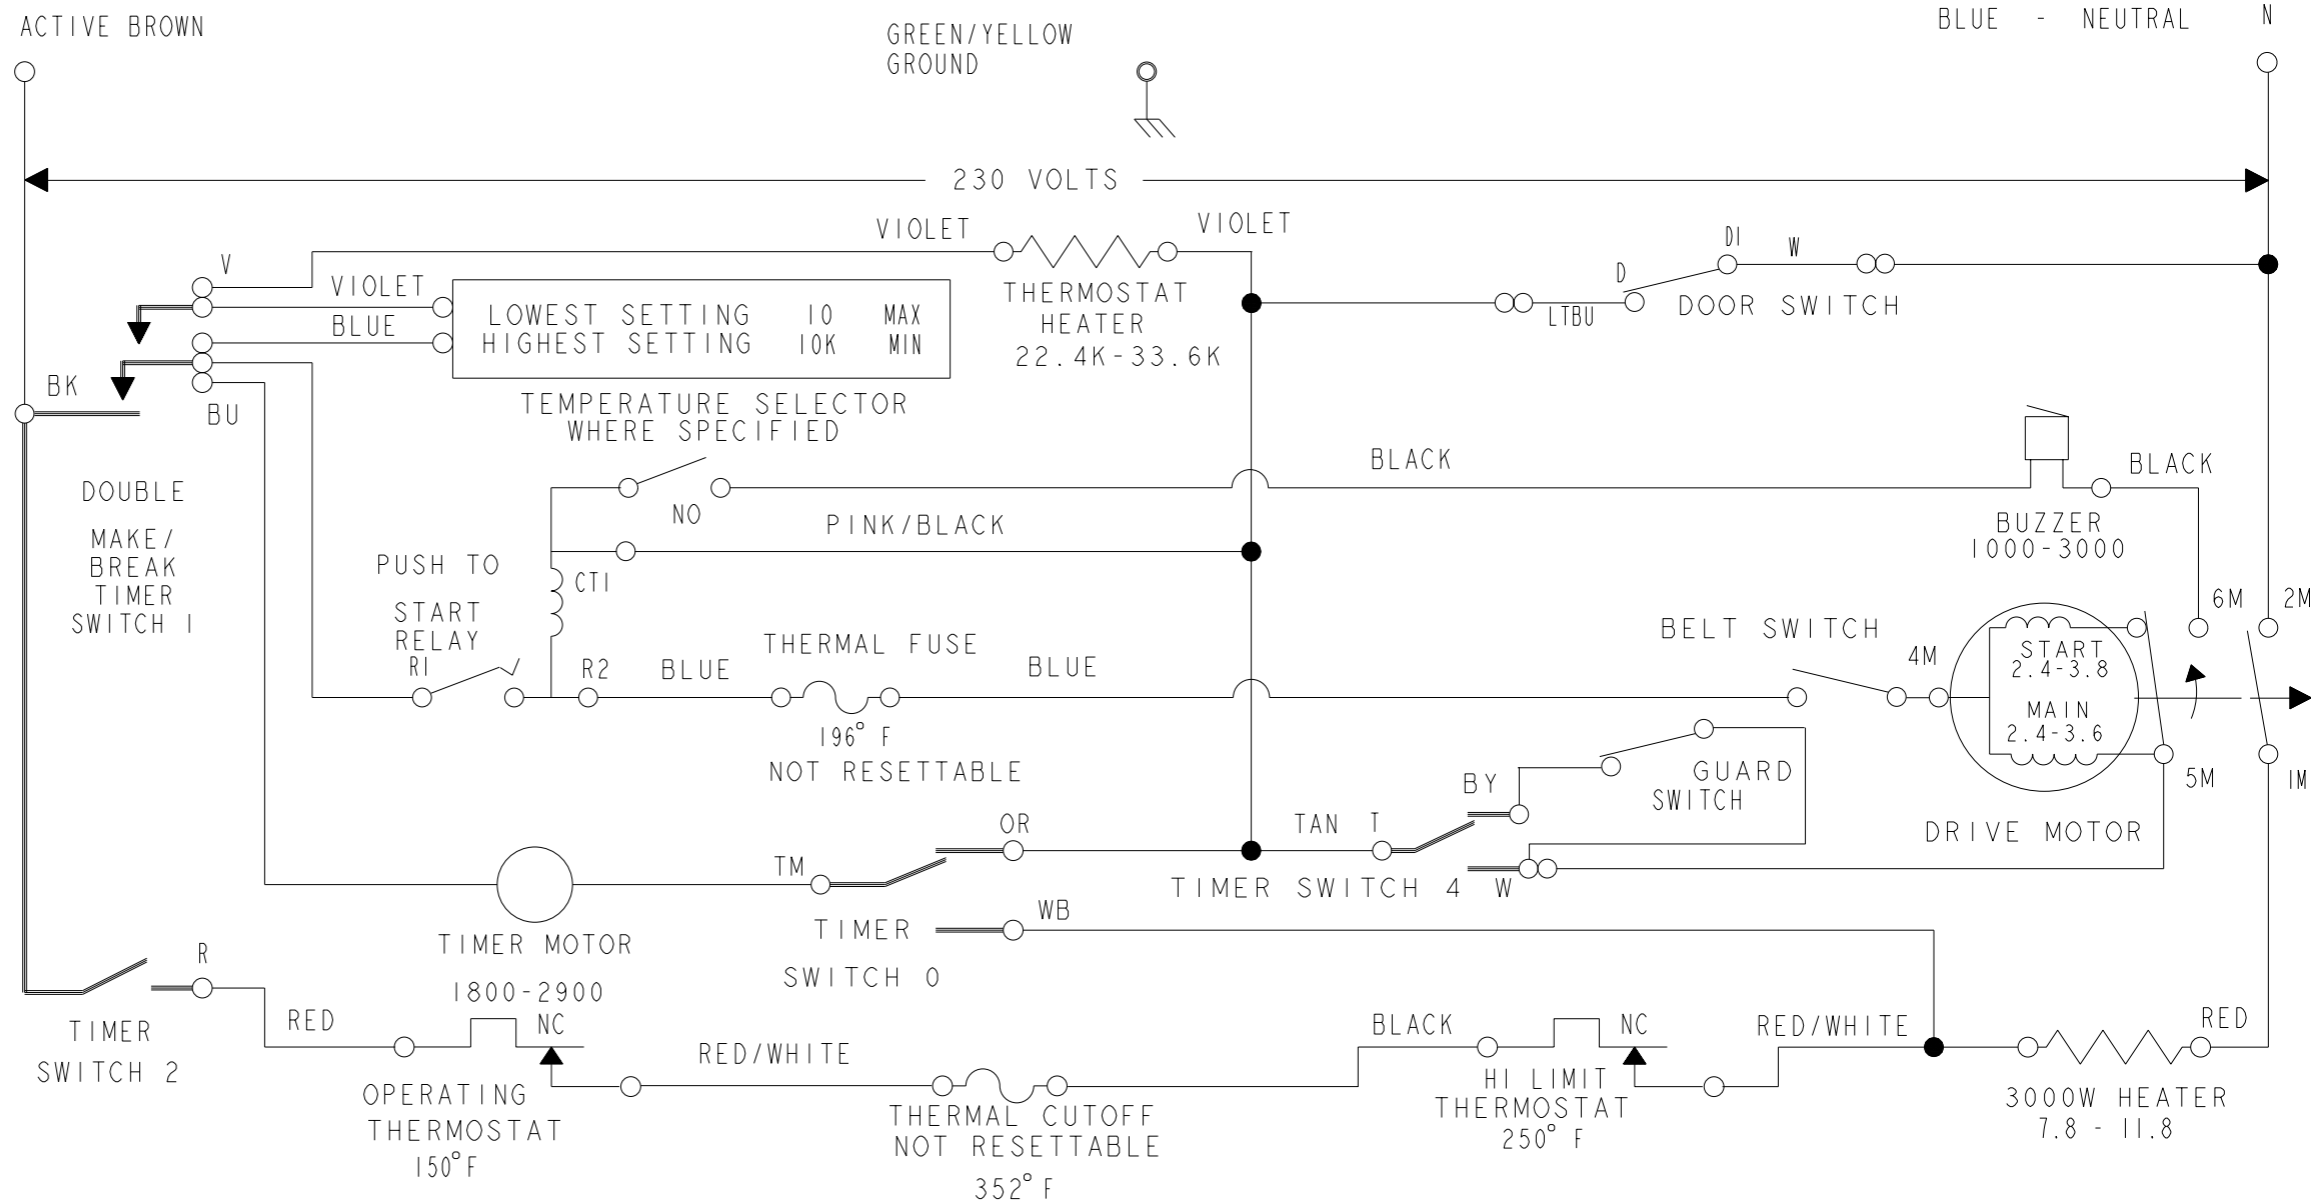 ACTIVE BROWN
GREEN/YELLOW
GROUND
BLUE - NEUTRAL N
230 VOLTS
VIOLET
VIOLET
V
VIOLET
BLUE
LOWEST SETTING 10 MAX
HIGHEST SETTING 10K MIN
TEMPERATURE SELECTOR
WHERE SPECIFIED
THERMOSTAT
HEATER
22.4K-33.6K
D
D1
W
LTBU
DOOR SWITCH
BK
BU
DOUBLE
MAKE/
BREAK
TIMER
SWITCH 1
NO
BLACK
BLACK
BUZZER
1000-3000
PINK/BLACK
CT1
PUSH TO
START
RELAY
R1
R2
BLUE
THERMAL FUSE
BLUE
196° F
NOT RESETTABLE
BELT SWITCH
4M
START
2.4-3.8
MAIN
2.4-3.6
6M
2M
5M
1M
DRIVE MOTOR
GUARD
SWITCH
BY
OR
TAN
T
TIMER SWITCH 4
W
TM
TIMER MOTOR
1800-2900
TIMER
SWITCH 0
WB
R
TIMER
SWITCH 2
RED
NC
OPERATING
THERMOSTAT
150°F
RED/WHITE
THERMAL CUTOFF
NOT RESETTABLE
352° F
BLACK
NC
HI LIMIT
THERMOSTAT
250° F
RED/WHITE
RED
3000W HEATER
7.8 - 11.8